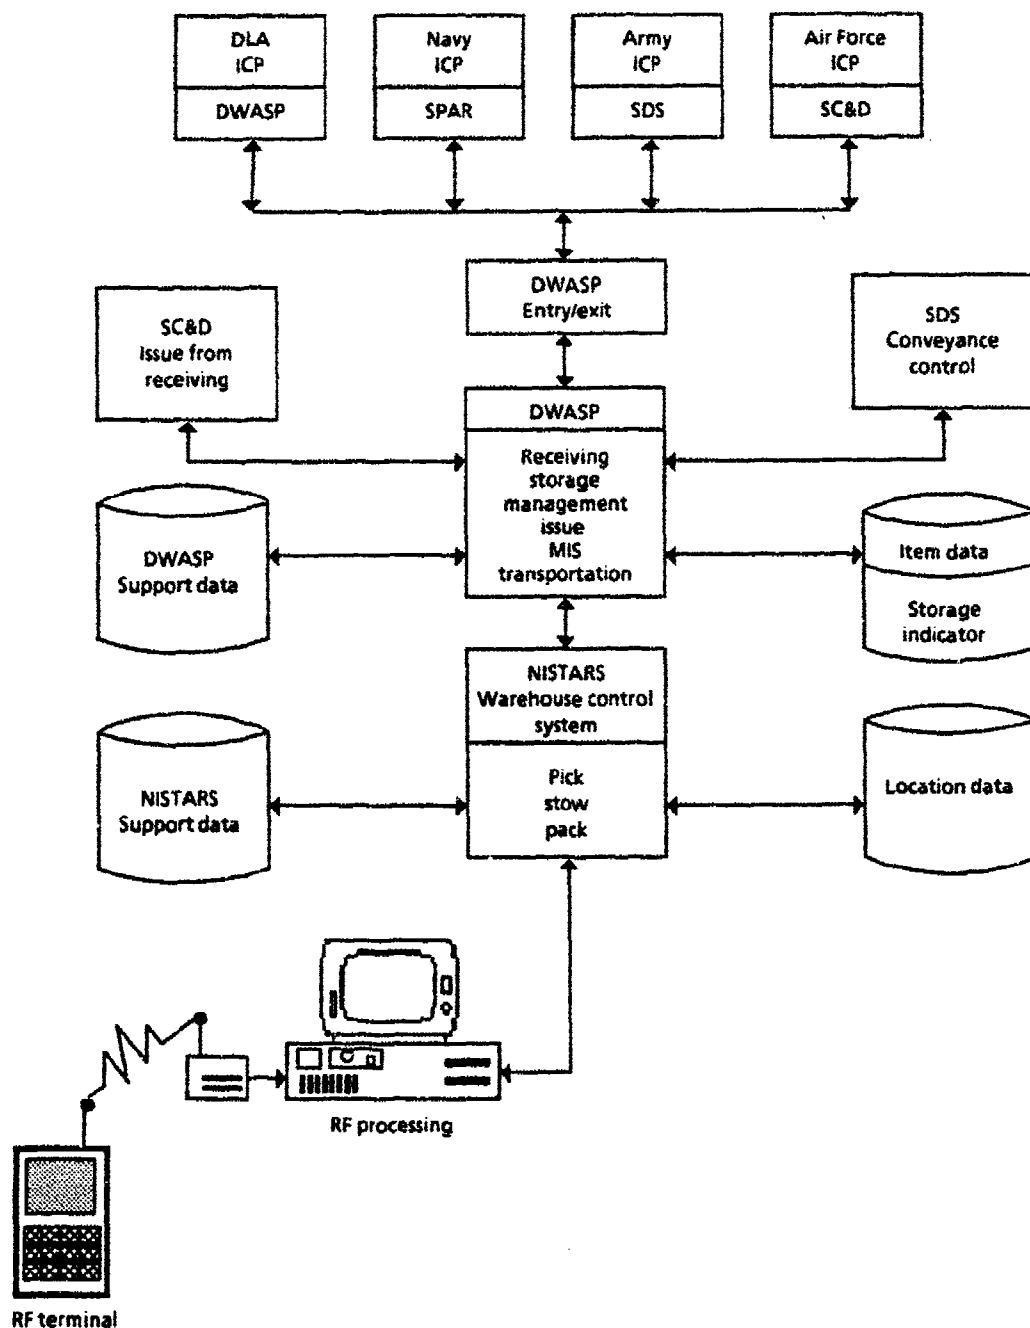 DLA
ICP
DWASP
Navy
ICP
SPAR
Army
ICP
SDS
Air Force
ICP
SC&D
DWASP
Entry/exit
SC&D
Issue from
receiving
SDS
Conveyance
control
DWASP
Receiving
storage
management
issue
MIS
transportation
DWASP
Support data
Item data
Storage
indicator
NISTARS
Warehouse control
system
Pick
stow
pack
NISTARS
Support data
Location data
RF processing
RF terminal